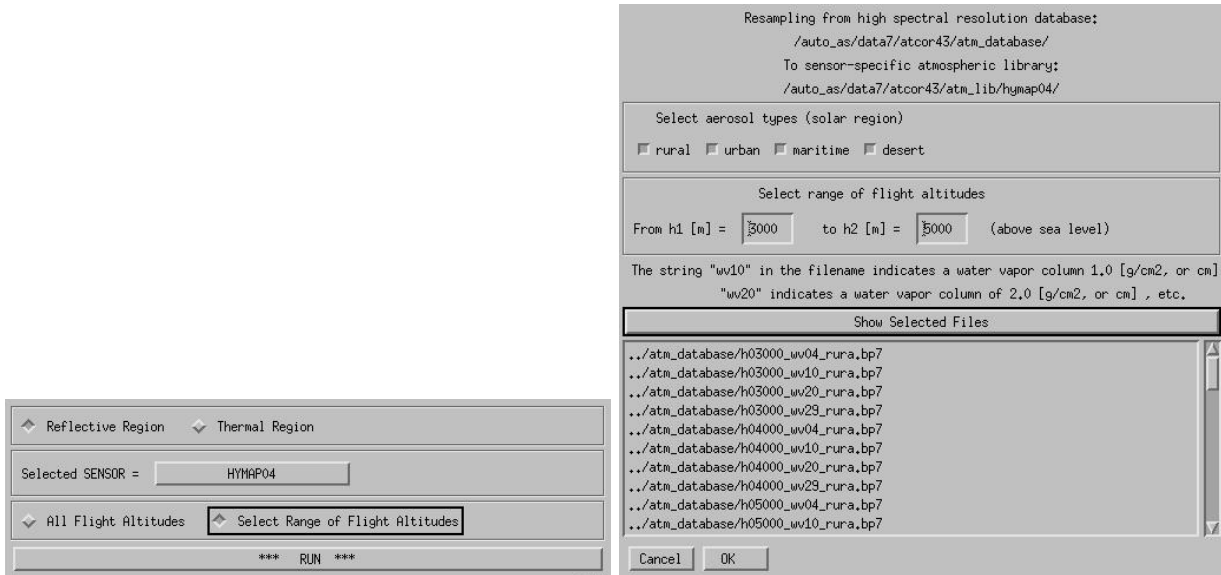 Reflective Region Thermal Region
Selected SENSOR = HYMAP04
All Flight Altitudes Select Range of Flight Altitudes
*** RUN ***
Resampling from high spectral resolution database:
/auto_as/data7/atcor43/atm_database/
To sensor-specific atmospheric library:
/auto_as/data7/atcor43/atm_lib/hymap04/
Select aerosol types (solar region)
rural urban maritime desert
Select range of flight altitudes
From h1 [m] = 3000 to h2 [m] = 5000 (above sea level)
The string "wv10" in the filename indicates a water vapor column 1.0 [g/cm2, or cm]
"wv20" indicates a water vapor column of 2.0 [g/cm2, or cm] , etc.
Show Selected Files
../atm_database/h03000_wv04_rura.bp7
../atm_database/h03000_wv10_rura.bp7
../atm_database/h03000_wv20_rura.bp7
../atm_database/h03000_wv29_rura.bp7
../atm_database/h04000_wv04_rura.bp7
../atm_database/h04000_wv10_rura.bp7
../atm_database/h04000_wv20_rura.bp7
../atm_database/h04000_wv29_rura.bp7
../atm_database/h05000_wv04_rura.bp7
../atm_database/h05000_wv10_rura.bp7
Cancel OK